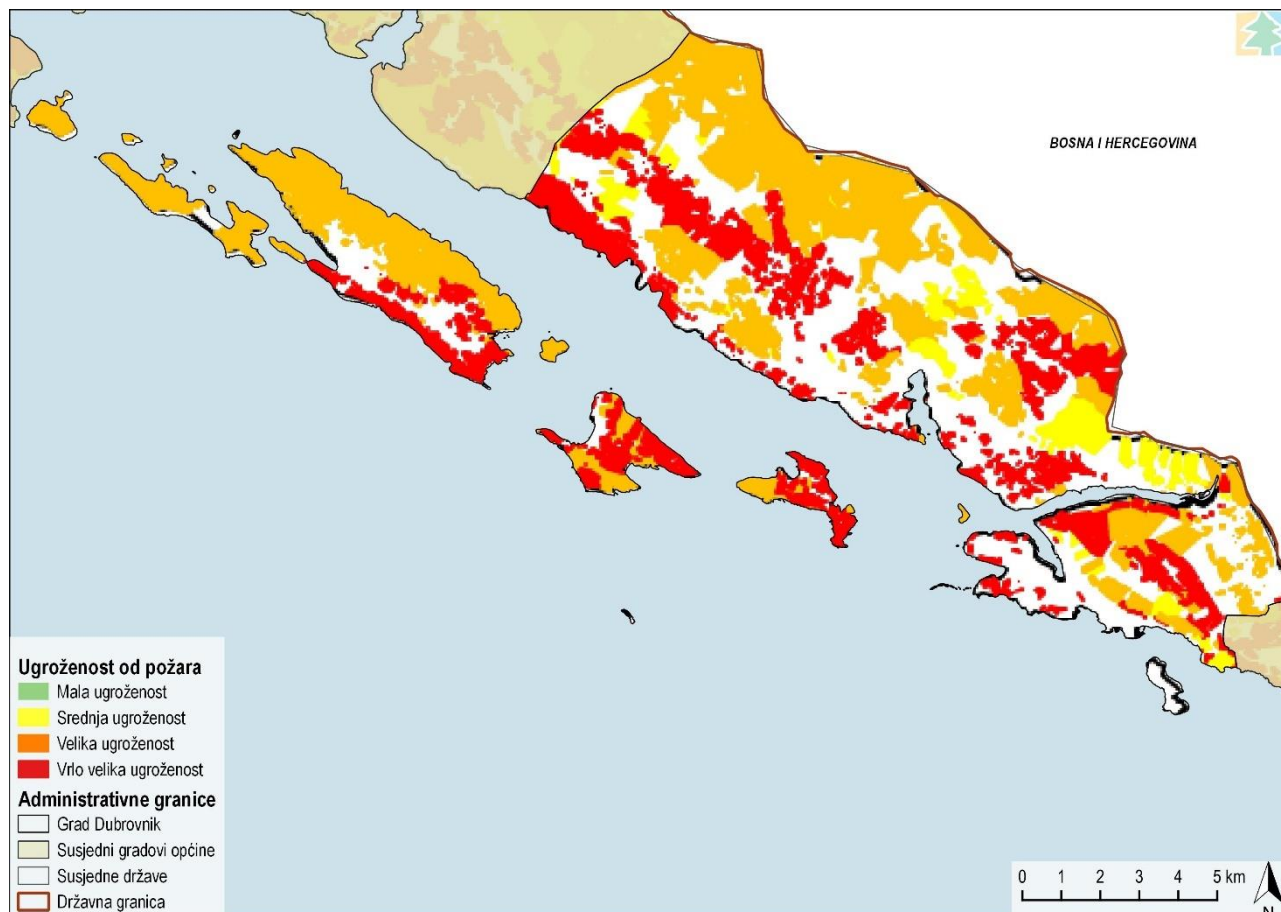 BOSNA I HERCEGOVINA
Ugroženost od požara
Mala ugroženost
Srednja ugroženost
Velika ugroženost
Vrlo velika ugroženost
Administrativne granice
Grad Dubrovnik
Susjedni gradovi općine
Susjedne države
Državna granica
0 1 2 3 4 5 km
N